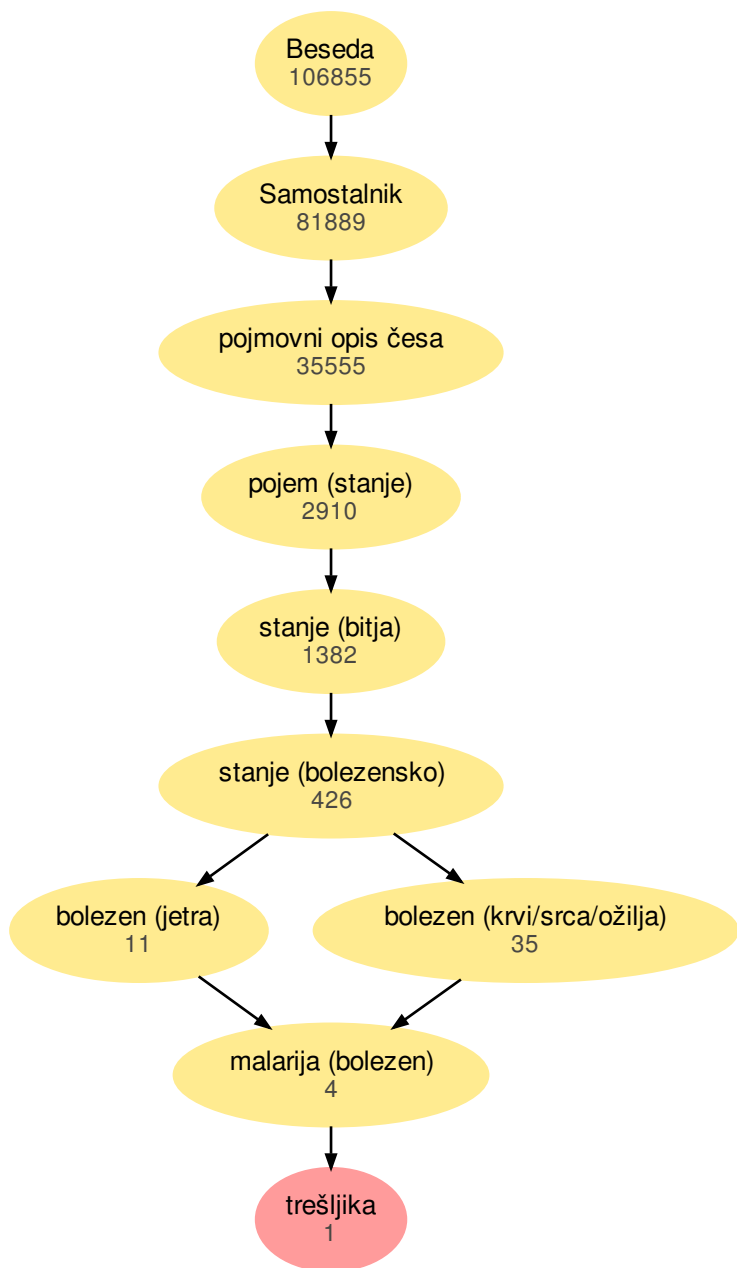 Beseda
106855
Samostalnik
81889
pojmovni opis česa
35555
pojem (stanje)
2910
stanje (bitja)
1382
stanje (bolezensko)
426
bolezen (jetra)
11
bolezen (krvi/srca/ožilja)
35
malarija (bolezen)
4
trešljika
1